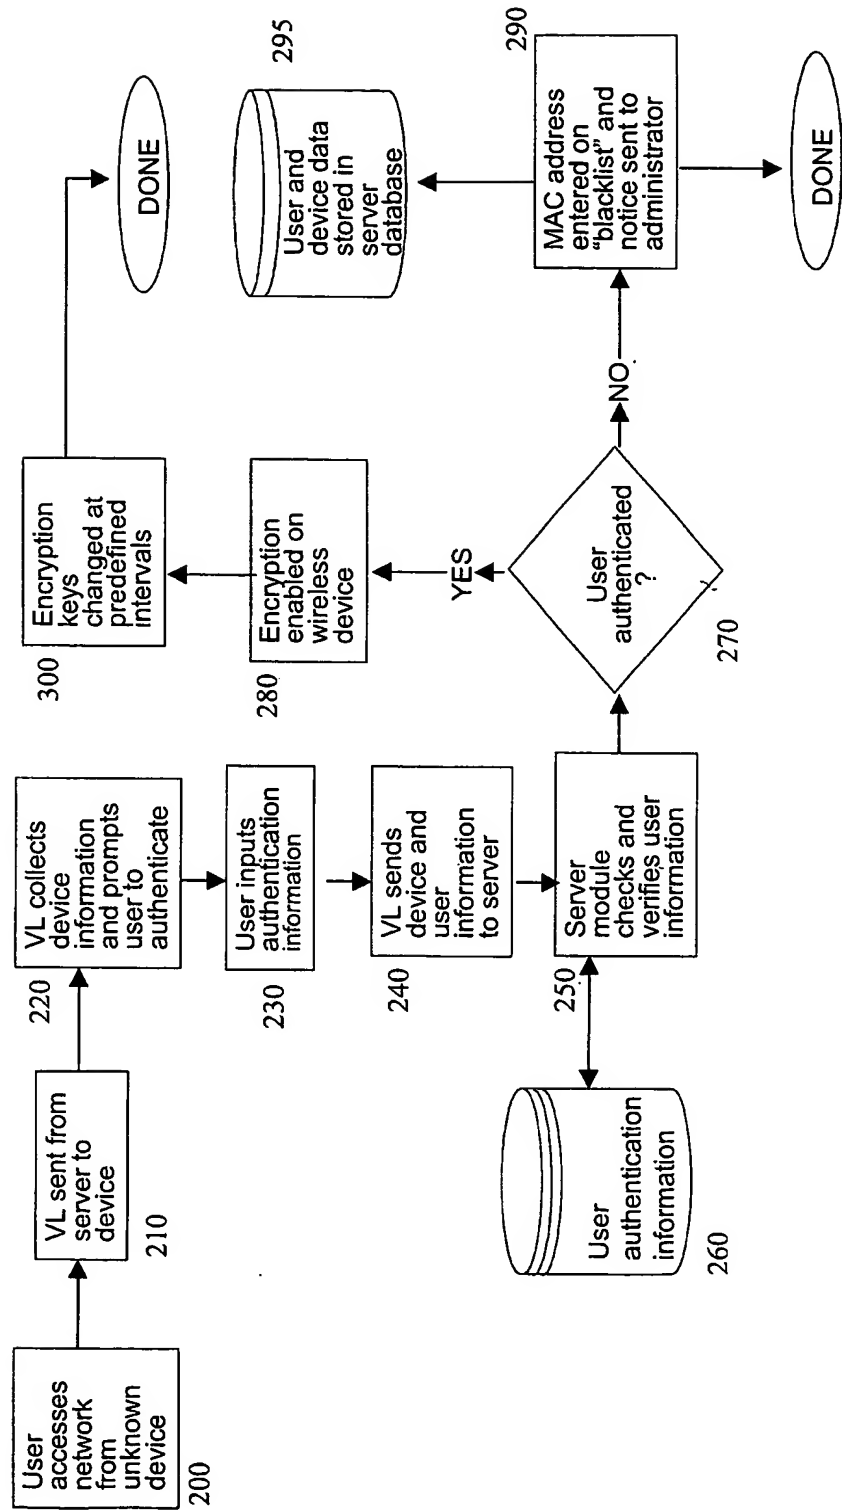 User
accesses
network
from
unknown
device
200
VL sent from
server to
device
210
VL collects
device
information
and prompts
user to
authenticate
220
User inputs
authentication
information
230
VL sends
device and
user
information
to server
240
Server
module
checks and
verifies user
information
250
User
authentication
information
260
User
authenticated
?
270
YES
NO
Encryption
enabled on
wireless
device
280
Encryption
keys
changed at
predefined
intervals
300
DONE
MAC address
entered on
“blacklist” and
notice sent to
administrator
290
User and
device data
stored in
server
database
295
DONE